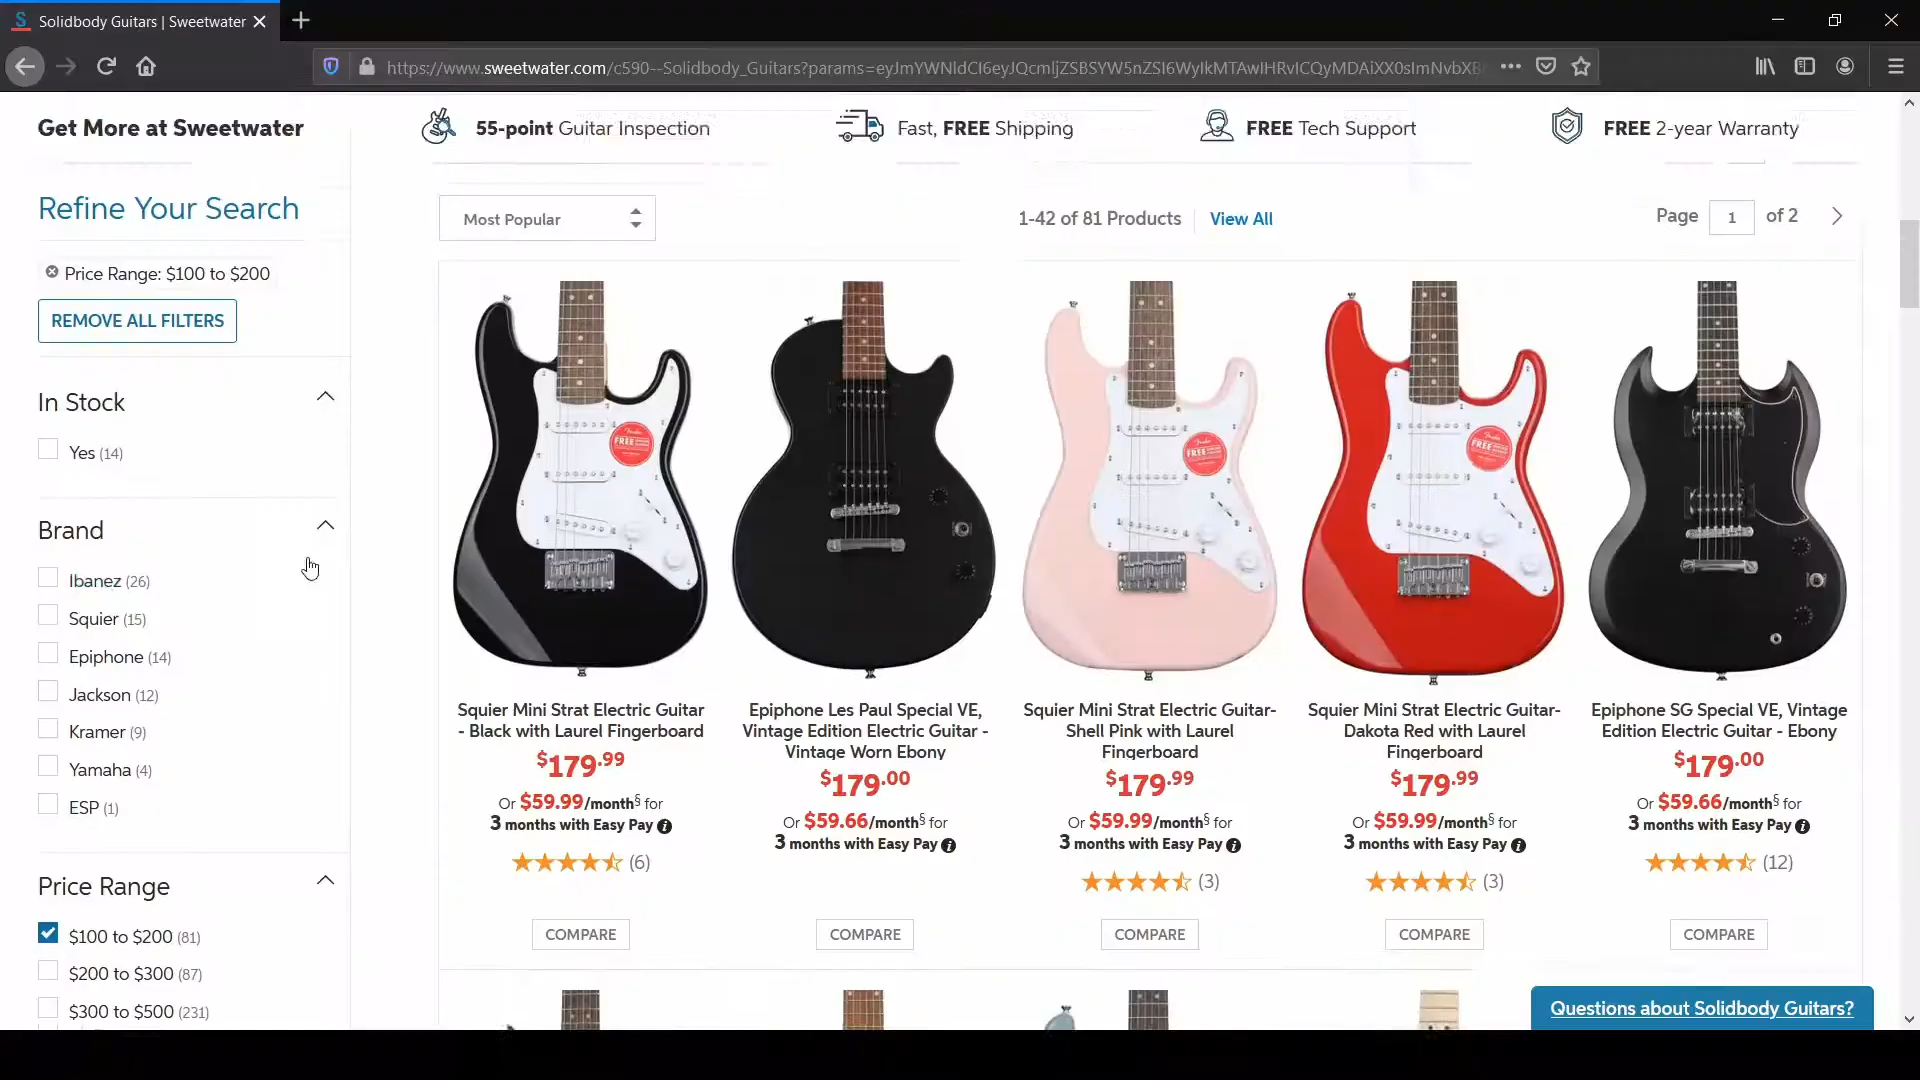 Solidbody Guitars | Sweetwater
https://www.sweetwater.com/c590--Solidbody_Guitars?params=
Get More at Sweetwater
55-point Guitar Inspection
Fast, FREE Shipping
FREE Tech Support
FREE 2-year Warranty
Refine Your Search
Price Range: $100 to $200
REMOVE ALL FILTERS
In Stock
Yes (14)
Brand
Ibanez (26)
Squier (15)
Epiphone (14)
Jackson (12)
Kramer (9)
Yamaha (4)
ESP (1)
Price Range
$100 to $200 (81)
$200 to $300 (87)
$300 to $500 (231)
Most Popular
1-42 of 81 Products
View All
Page 1 of 2
FREE
FREE
FREE
Squier Mini Strat Electric Guitar
- Black with Laurel Fingerboard
$179.99
Or $59.99/month§ for
3 months with Easy Pay
(6)
COMPARE
Epiphone Les Paul Special VE,
Vintage Edition Electric Guitar -
Vintage Worn Ebony
$179.00
Or $59.66/month§ for
3 months with Easy Pay
COMPARE
Squier Mini Strat Electric Guitar-
Shell Pink with Laurel
Fingerboard
$179.99
Or $59.99/month§ for
3 months with Easy Pay
(3)
COMPARE
Squier Mini Strat Electric Guitar-
Dakota Red with Laurel
Fingerboard
$179.99
Or $59.99/month§ for
3 months with Easy Pay
(3)
COMPARE
Epiphone SG Special VE, Vintage
Edition Electric Guitar - Ebony
$179.00
Or $59.66/month§ for
3 months with Easy Pay
(12)
COMPARE
Questions about Solidbody Guitars?